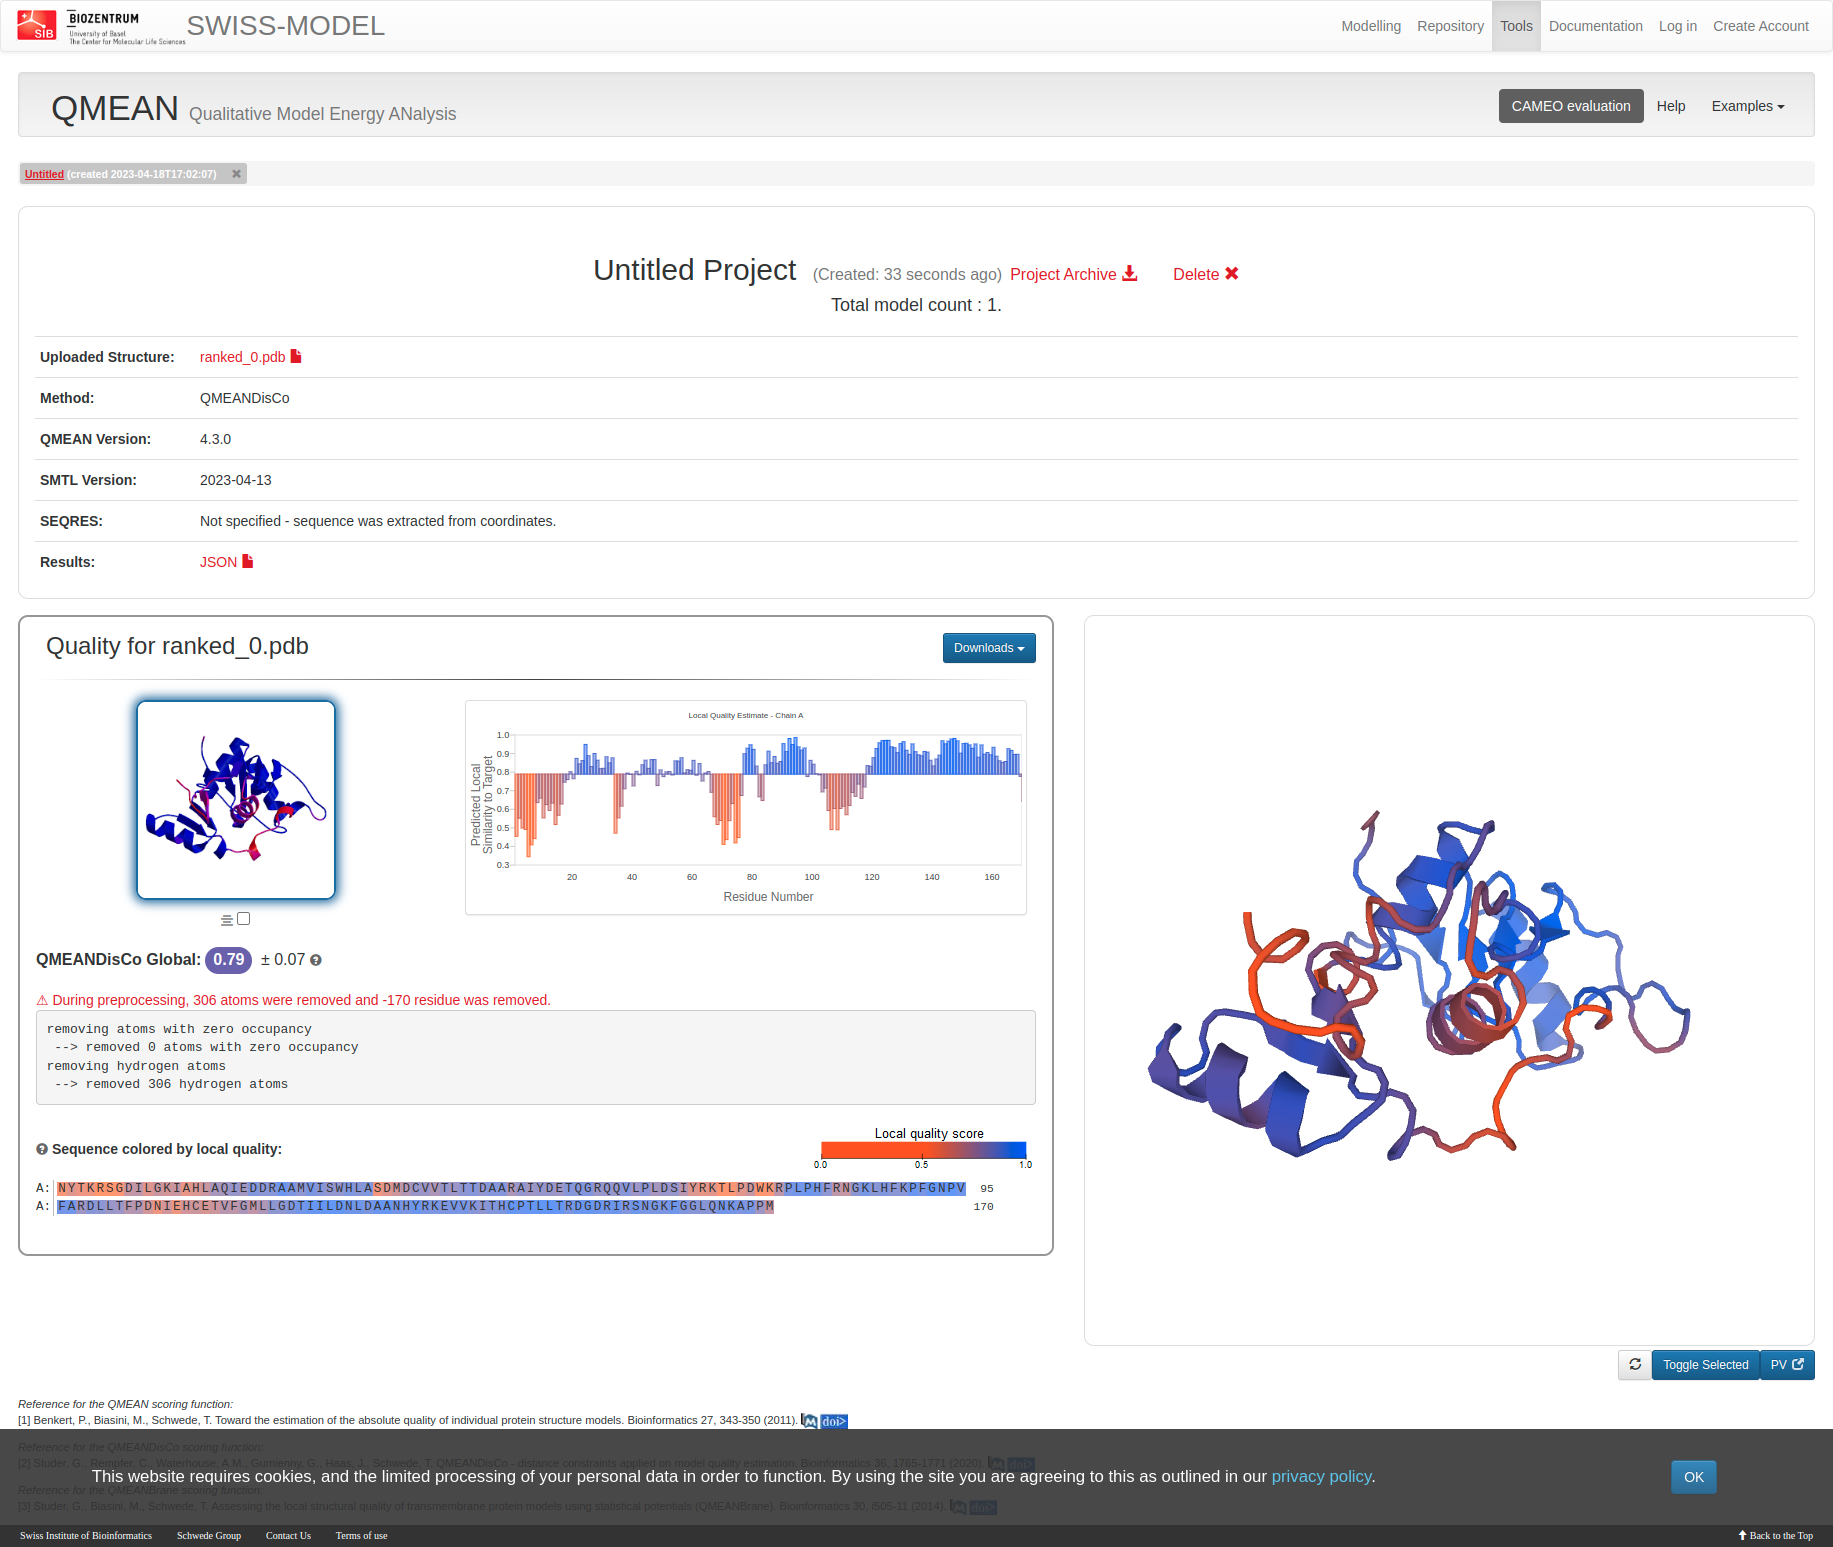 SIB
BIOZENTRUM
University of Basel
The Center for Molecular Life Sciences
SWISS-MODEL
Modelling Repository Tools Documentation Log in Create Account
QMEAN Qualitative Model Energy ANalysis
CAMEO evaluation Help Examples
Untitled (created 2023-04-18T17:02:07)
Untitled Project (Created: 33 seconds ago) Project Archive Delete
Total model count : 1.
Uploaded Structure: ranked_0.pdb
Method: QMEANDisCo
QMEAN Version: 4.3.0
SMTL Version: 2023-04-13
SEQRES: Not specified - sequence was extracted from coordinates.
Results: JSON
Quality for ranked_0.pdb
Downloads
Local Quality Estimate - Chain A
Predicted Local
Similarity to Target
1.0
0.9
0.8
0.7
0.6
0.5
0.4
0.3
20 40 60 80 100 120 140 160
Residue Number
QMEANDisCo Global: 0.79 ± 0.07
⚠ During preprocessing, 306 atoms were removed and -170 residue was removed.
removing atoms with zero occupancy
--> removed 0 atoms with zero occupancy
removing hydrogen atoms
--> removed 306 hydrogen atoms
Sequence colored by local quality:
Local quality score
0.0 0.5 1.0
A: NYTKRSGDILGKIAHLAQIEDDRAAMVISWHLASDMDCVVTLTTDAARAIYDETQGRQQVLPLDSIYRKTLPDWKRPLPHFRNGKLHFKPFGNPV 95
A: FARDLLTFPDNIEHCETVFGMLLGDTIILDNLDAANHYRKEVVKITHCPTLLTRDGDRIRSNGKFGGLQNKAPPM 170
Toggle Selected PV
Reference for the QMEAN scoring function:
[1] Benkert, P., Biasini, M., Schwede, T. Toward the estimation of the absolute quality of individual protein structure models. Bioinformatics 27, 343-350 (2011). M doi>
Reference for the QMEANDisCo scoring function:
[2] Studer, G., Rempfer, C., Waterhouse, A.M., Gumienny, G., Haas, J., Schwede, T. QMEANDisCo - distance constraints applied on model quality estimation. Bioinformatics 36, 1765-1771 (2020). M doi>
This website requires cookies, and the limited processing of your personal data in order to function. By using the site you are agreeing to this as outlined in our privacy policy.
OK
Reference for the QMEANBrane scoring function:
[3] Studer, G., Biasini, M., Schwede, T. Assessing the local structural quality of transmembrane protein models using statistical potentials (QMEANBrane). Bioinformatics 30, i505-11 (2014). M doi>
Swiss Institute of Bioinformatics Schwede Group Contact Us Terms of use
Back to the Top